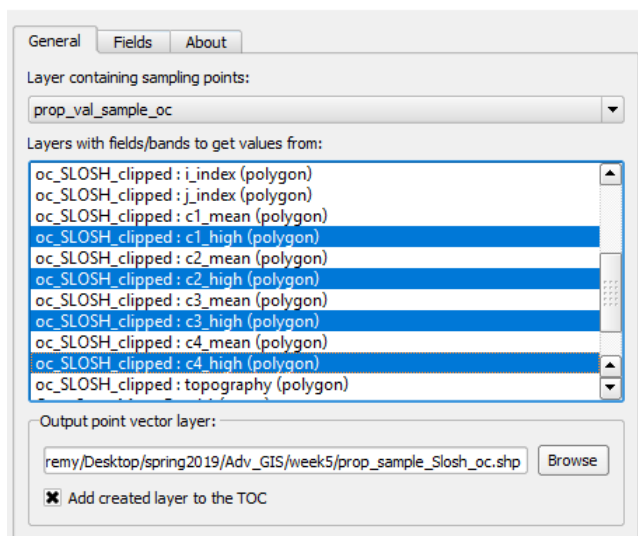 General Fields About
Layer containing sampling points:
prop_val_sample_oc
Layers with fields/bands to get values from:
oc_SLOSH_clipped : i_index (polygon)
oc_SLOSH_clipped : j_index (polygon)
oc_SLOSH_clipped : c1_mean (polygon)
oc_SLOSH_clipped : c1_high (polygon)
oc_SLOSH_clipped : c2_mean (polygon)
oc_SLOSH_clipped : c2_high (polygon)
oc_SLOSH_clipped : c3_mean (polygon)
oc_SLOSH_clipped : c3_high (polygon)
oc_SLOSH_clipped : c4_mean (polygon)
oc_SLOSH_clipped : c4_high (polygon)
oc_SLOSH_clipped : topography (polygon)
Output point vector layer:
remy/Desktop/spring2019/Adv_GIS/week5/prop_sample_Slosh_oc.shp Browse
Add created layer to the TOC